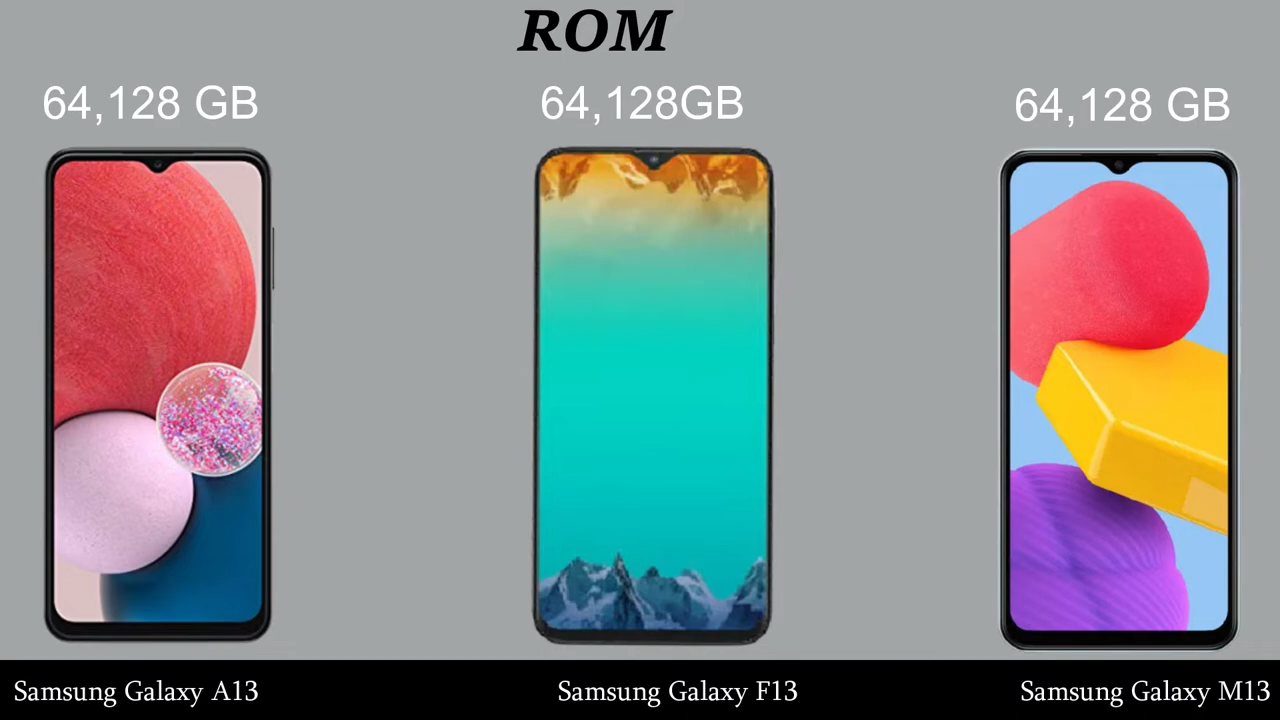 ROM
64,128 GB
64,128GB
64,128 GB
Samsung Galaxy A13
Samsung Galaxy F13
Samsung Galaxy M13